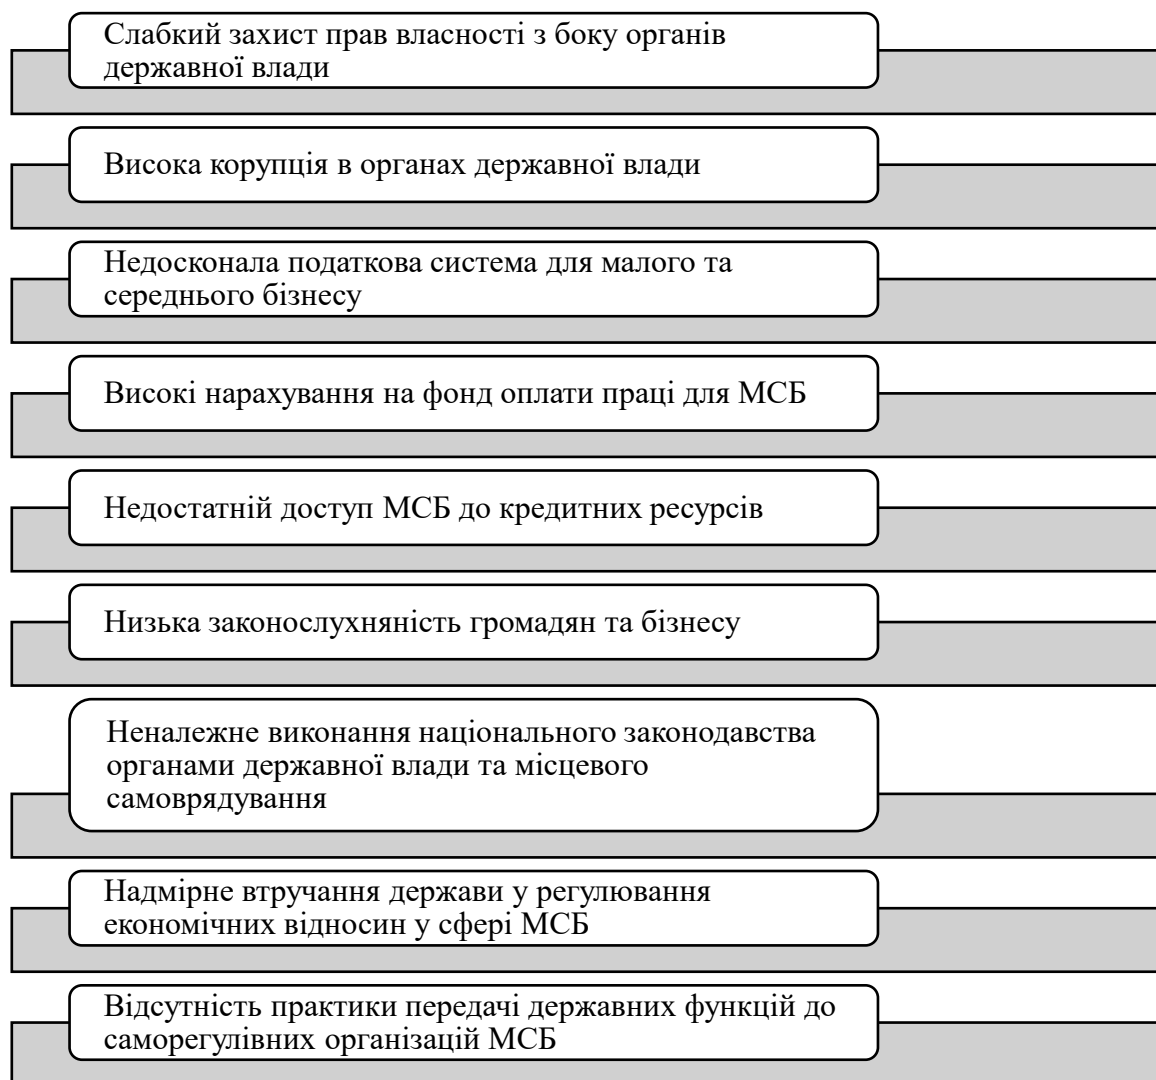 Слабкий захист прав власності з боку органів
державної влади
Висока корупція в органах державної влади
Недосконала податкова система для малого та
середнього бізнесу
Високі нарахування на фонд оплати праці для МСБ
Недостатній доступ МСБ до кредитних ресурсів
Низька законослухняність громадян та бізнесу
Неналежне виконання національного законодавства
органами державної влади та місцевого
самоврядування
Надмірне втручання держави у регулювання
економічних відносин у сфері МСБ
Відсутність практики передачі державних функцій до
саморегулівних організацій МСБ